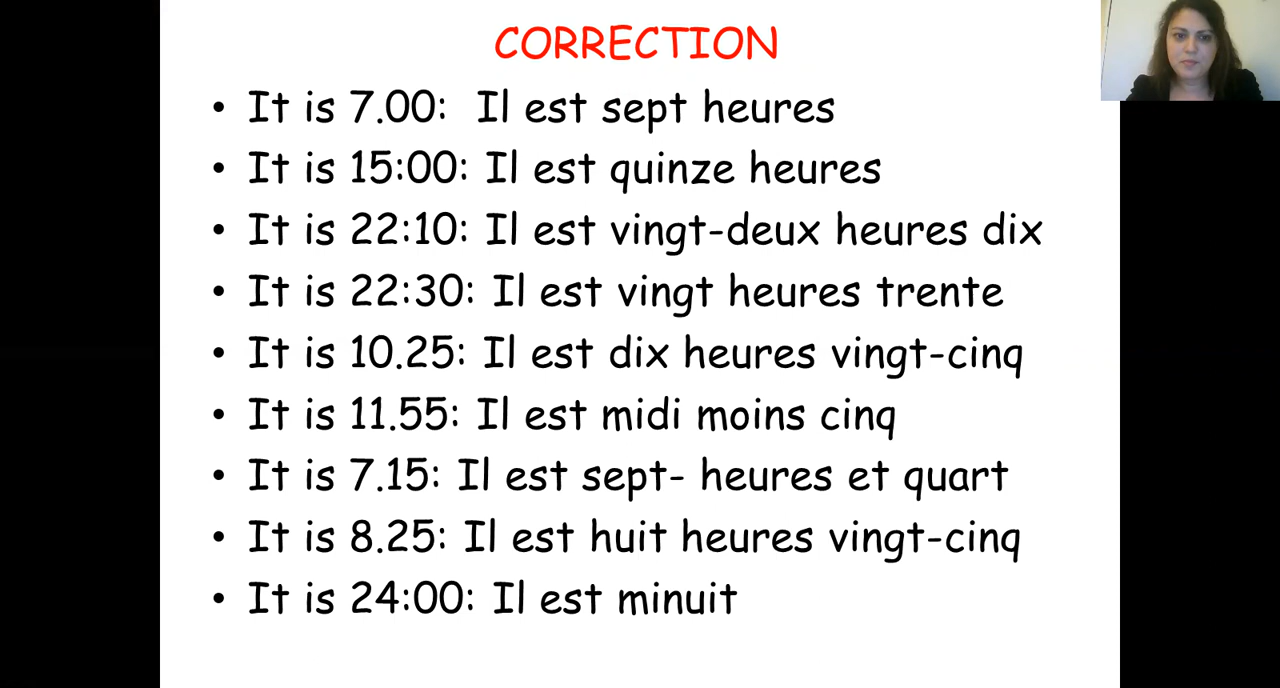 CORRECTION
• It is 7.00: Il est sept heures
• It is 15:00: Il est quinze heures
• It is 22:10: Il est vingt-deux heures dix
• It is 22:30: Il est vingt heures trente
• It is 10.25: Il est dix heures vingt-cinq
• It is 11.55: Il est midi moins cinq
• It is 7.15: Il est sept- heures et quart
• It is 8.25: Il est huit heures vingt-cinq
• It is 24:00: Il est minuit